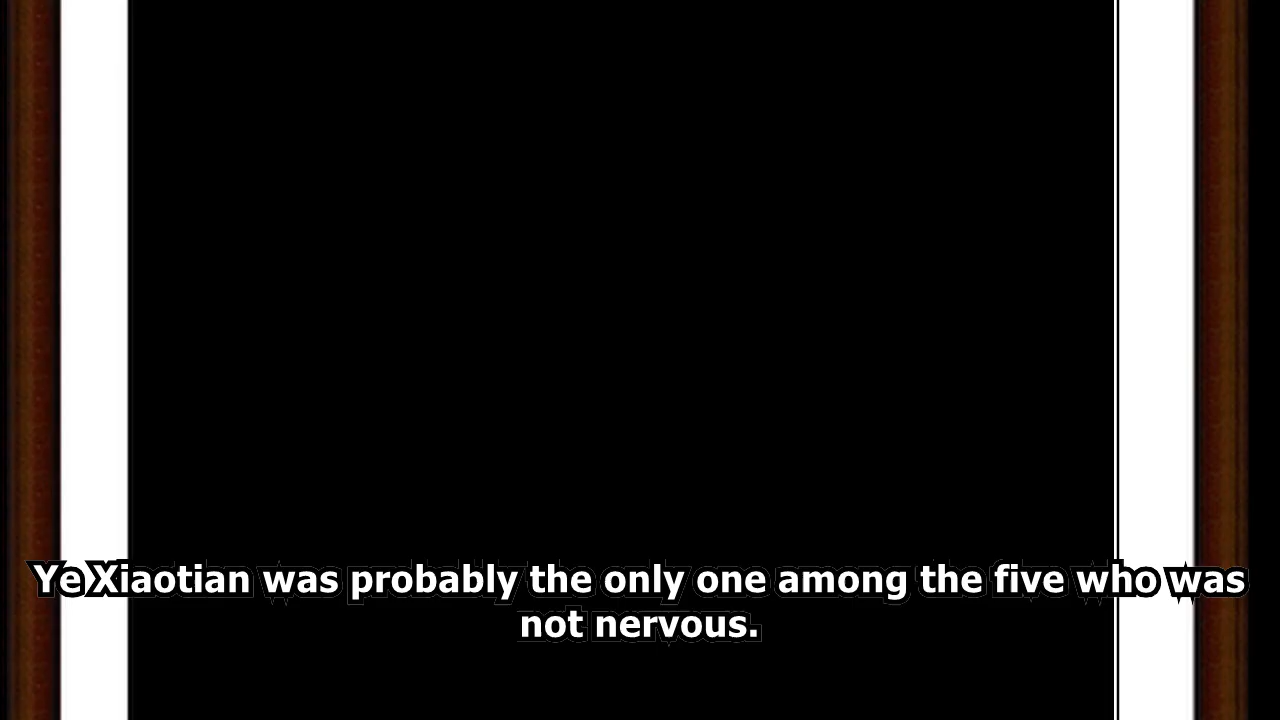 Ye Xiaotian was probably the only one among the five who was
not nervous.